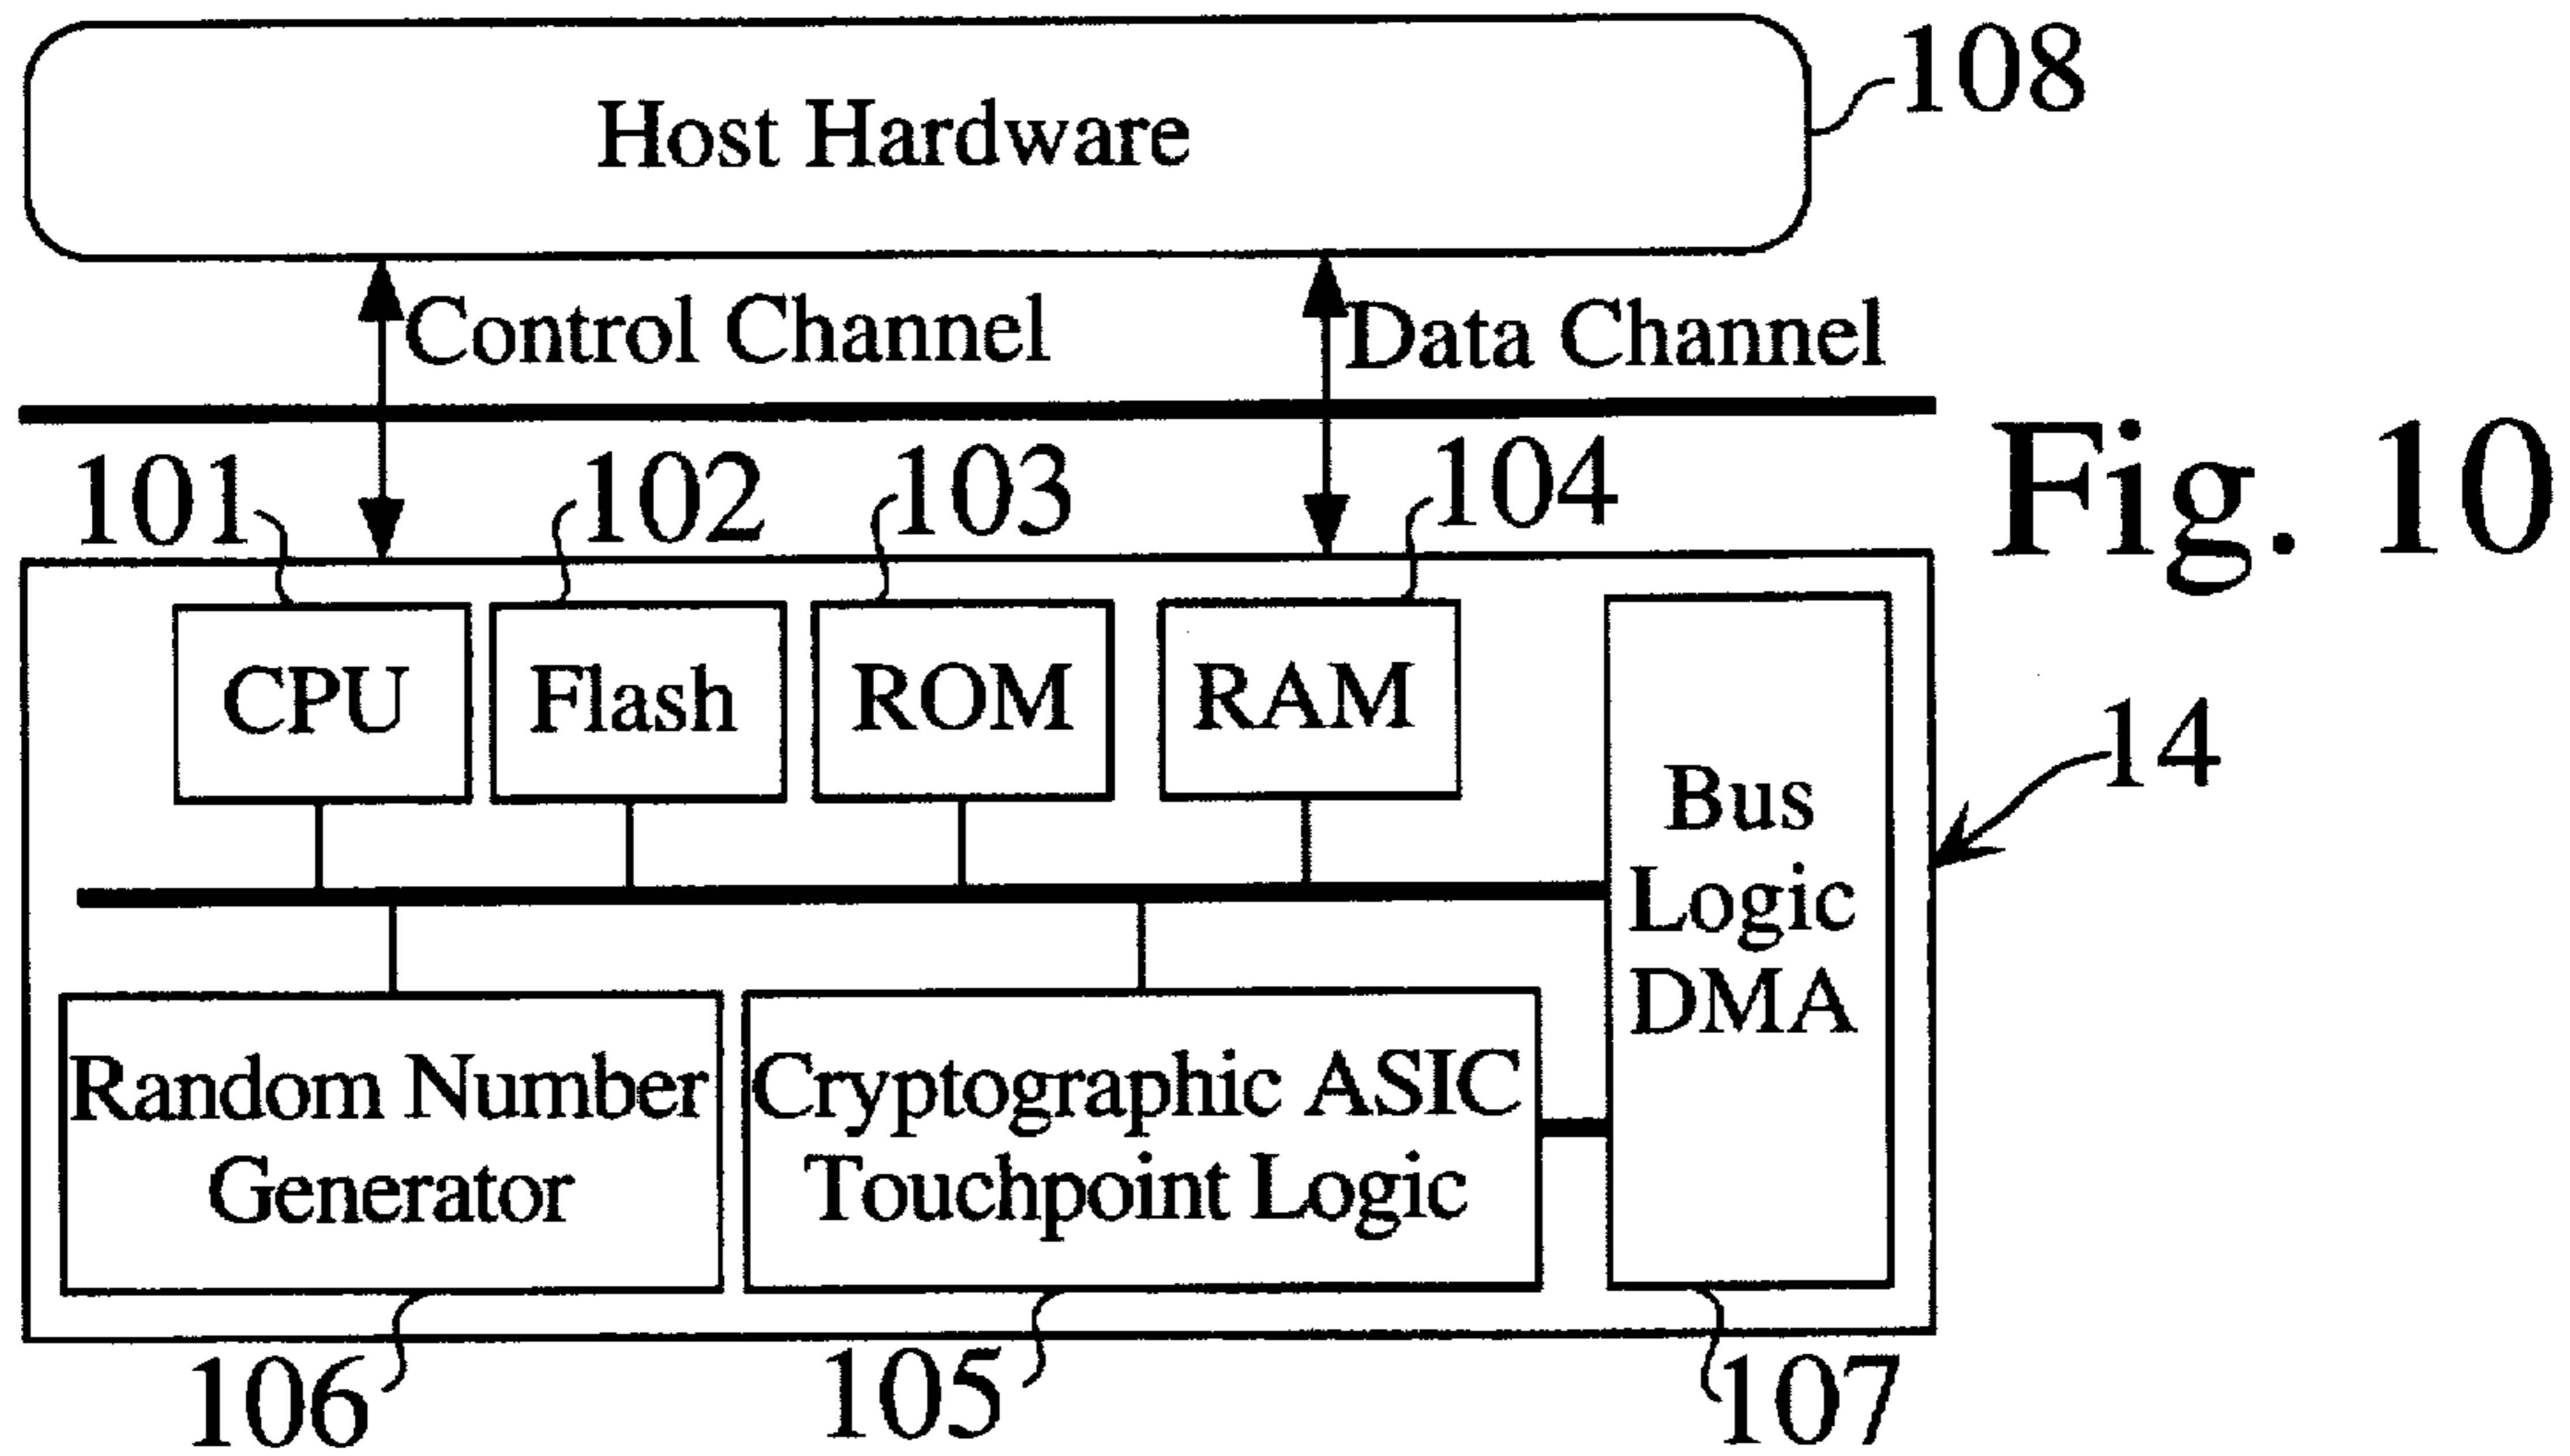 Host Hardware
108
Control Channel
Data Channel
Fig. 10
101
102
103
104
CPU
Flash
ROM
RAM
Bus
Logic
DMA
14
Random Number
Generator
Cryptographic ASIC
Touchpoint Logic
106
105
107